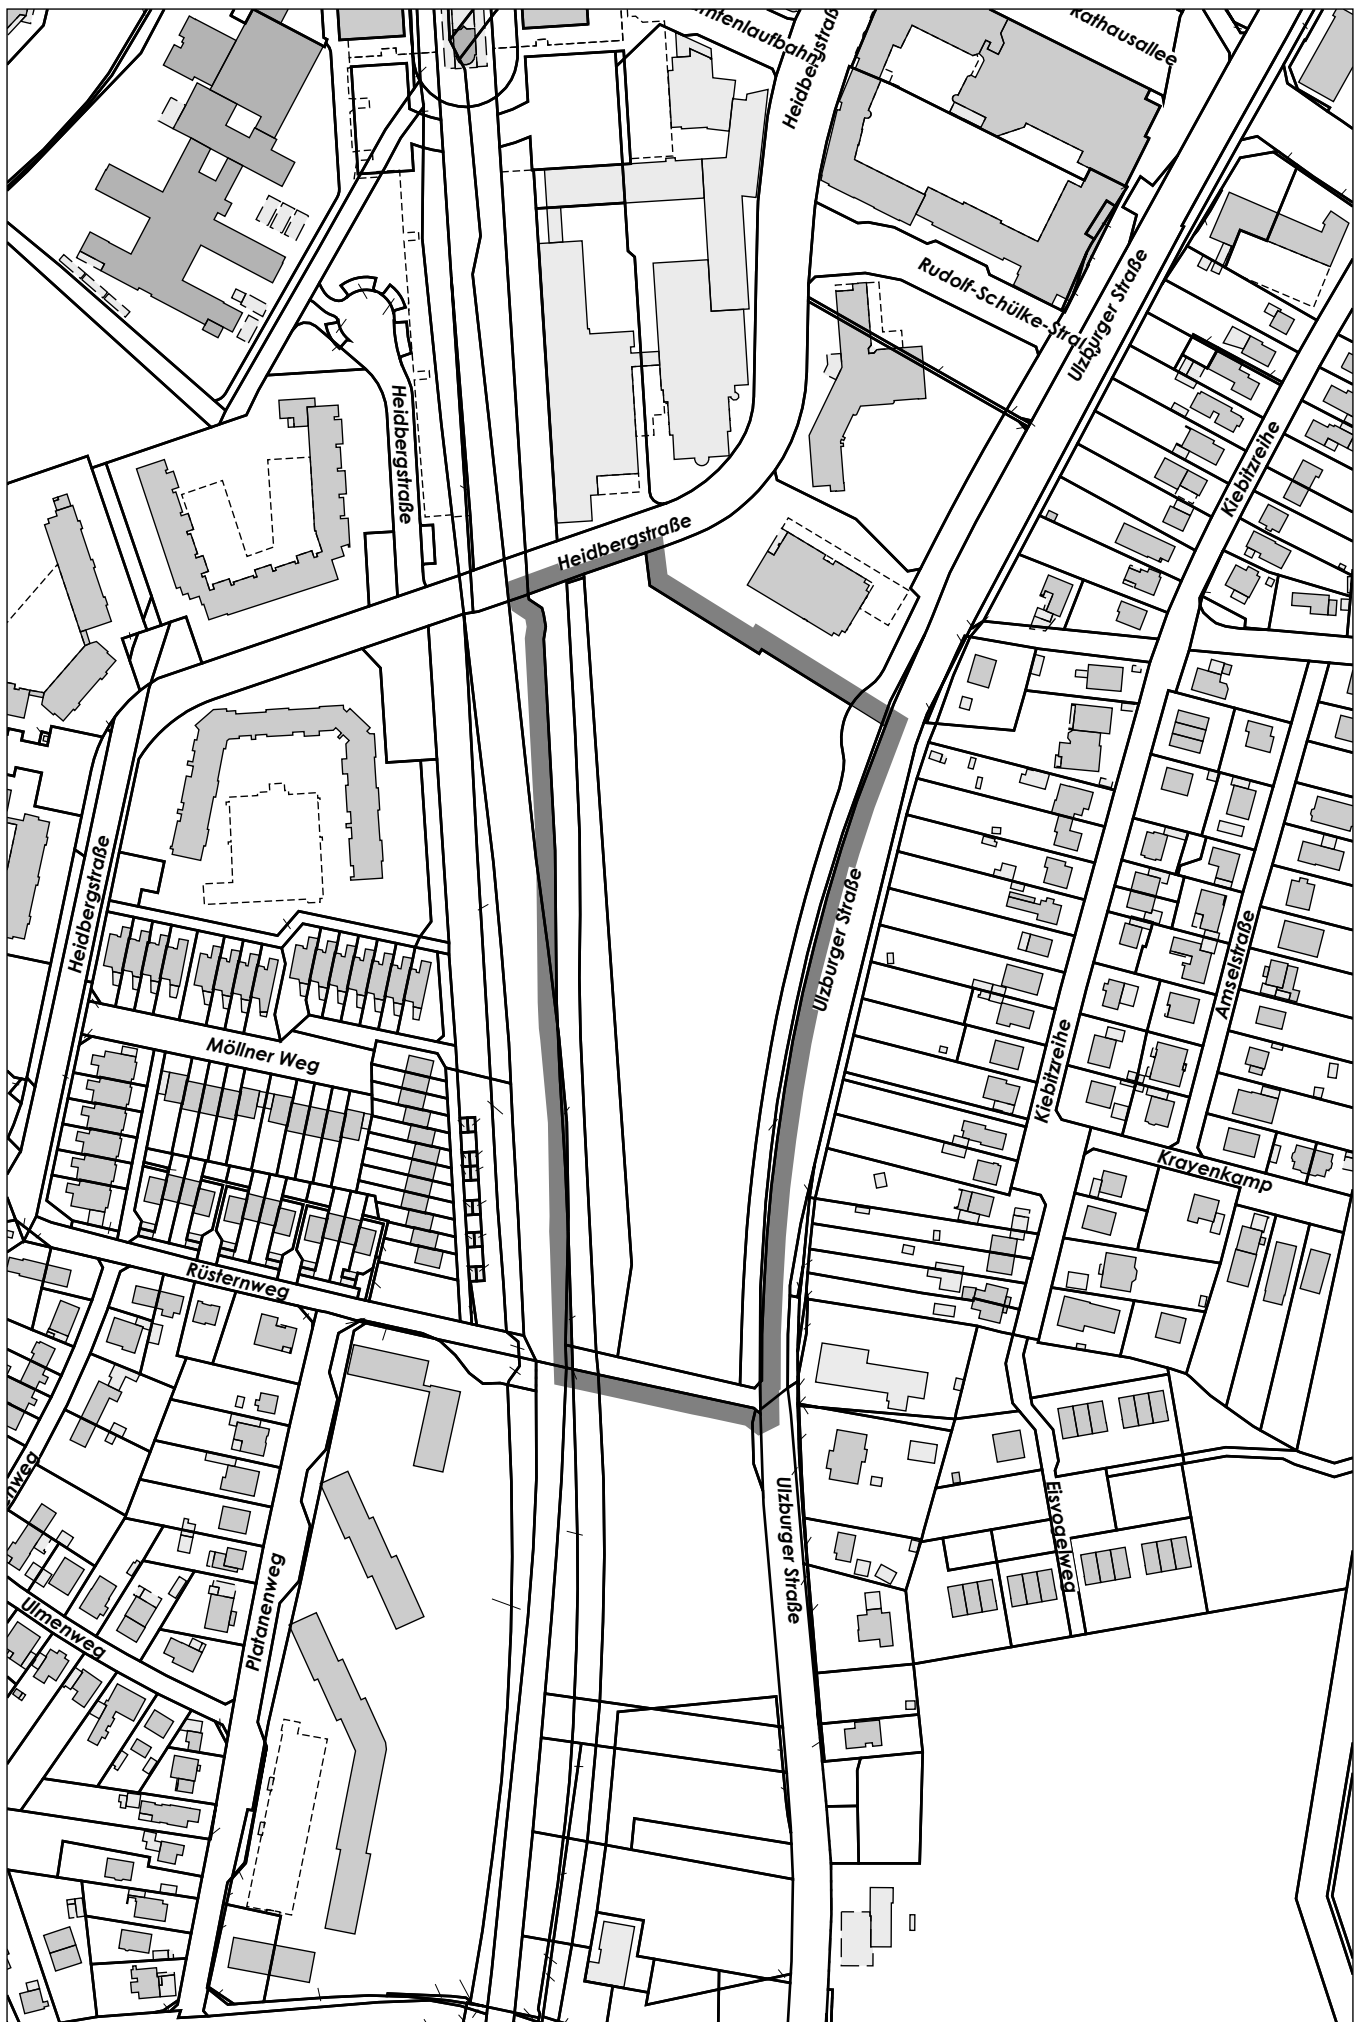 Heidbergstraße
Rathausallee
Rudolf-Schülke-Straße
Ulzburger Straße
Heidbergstraße
Kiebitzreihe
Heidbergstraße
Heidbergstraße
Ulzburger Straße
Amselstraße
Möllner Weg
Kiebitzreihe
Krayenkamp
Rüsternweg
Ulzburger Straße
Eisvogelweg
Platanenweg
Ulmenweg